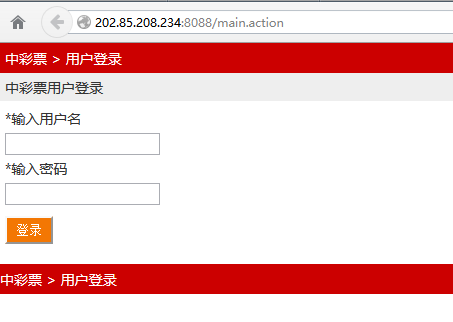 202.85.208.234:8088/main.action
中彩票 > 用户登录
中彩票用户登录
*输入用户名
*输入密码
登录
中彩票 > 用户登录